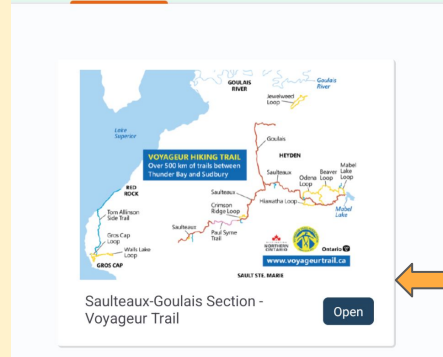 GOULAIS
RIVER
Goulais
River
Jewelweed
Loop
Lake
Superior
Goulais
VOYAGEUR HIKING TRAIL
Over 500 km of trails between
Thunder Bay and Sudbury
HEYDEN
Mabel
Lake
Loop
Beaver
Loop
Odena
Loop
Saulteaux
RED
ROCK
Saulteaux
Hiawatha Loop
Mabel
Lake
Crimson
Ridge Loop
Tom Allinson
Side Trail
Saulteaux
Paul Syme
Trail
Gros Cap
Loop
Walls Lake
Loop
GROS CAP
NORTHERN
ONTARIO
Ontario
www.voyageurtrail.ca
SAULT STE. MARIE
Saulteaux-Goulais Section -
Voyageur Trail
Open